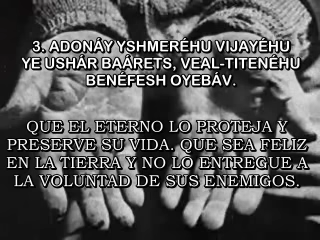 3. ADONÁY YSHMERÉHU VIJAYÉHU
YE USHÁR BAÁRETS, VEAL-TITENÉHU
BENÉFESH OYEBÁV.
QUE EL ETERNO LO PROTEJA Y
PRESERVE SU VIDA. QUE SEA FELIZ
EN LA TIERRA Y NO LO ENTREGUE A
LA VOLUNTAD DE SUS ENEMIGOS.